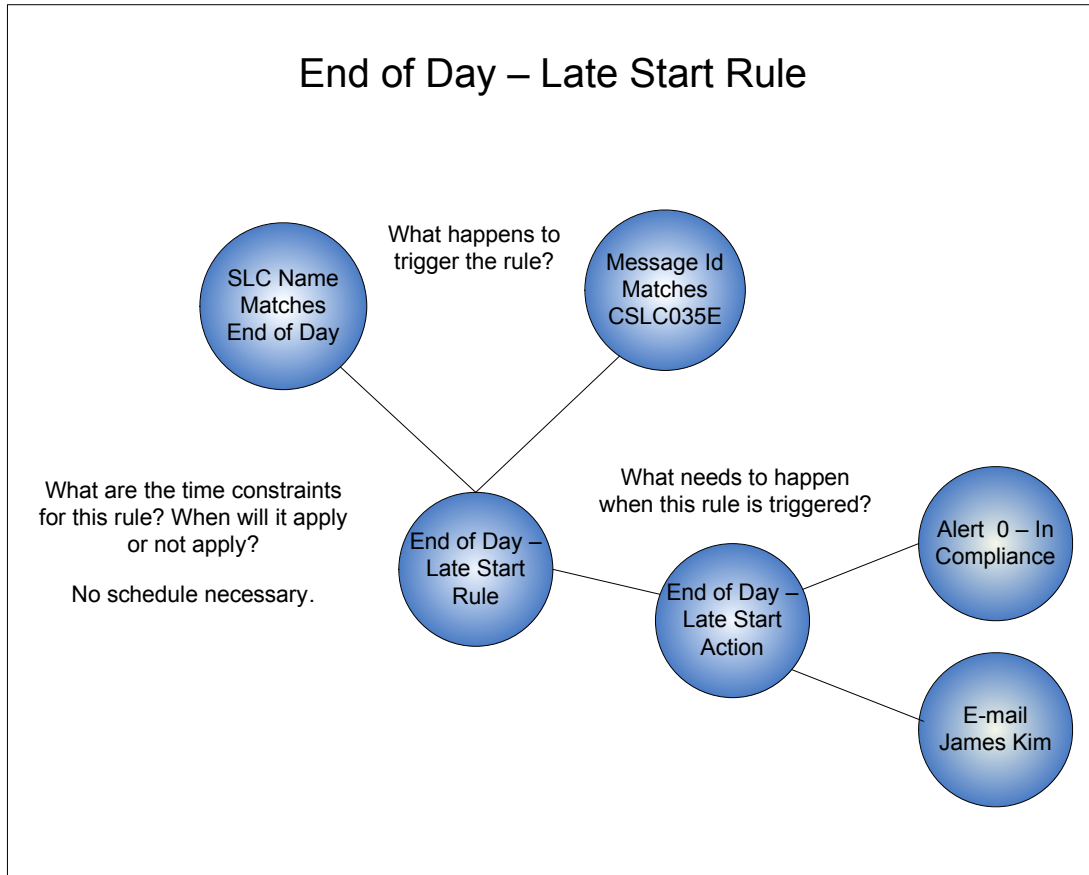 End of Day – Late Start Rule
What happens to
trigger the rule?
SLC Name
Matches
End of Day
Message Id
Matches
CSLC035E
What are the time constraints
for this rule? When will it apply
or not apply?
No schedule necessary.
End of Day –
Late Start
Rule
What needs to happen
when this rule is triggered?
End of Day –
Late Start
Action
Alert 0 – In
Compliance
E-mail
James Kim